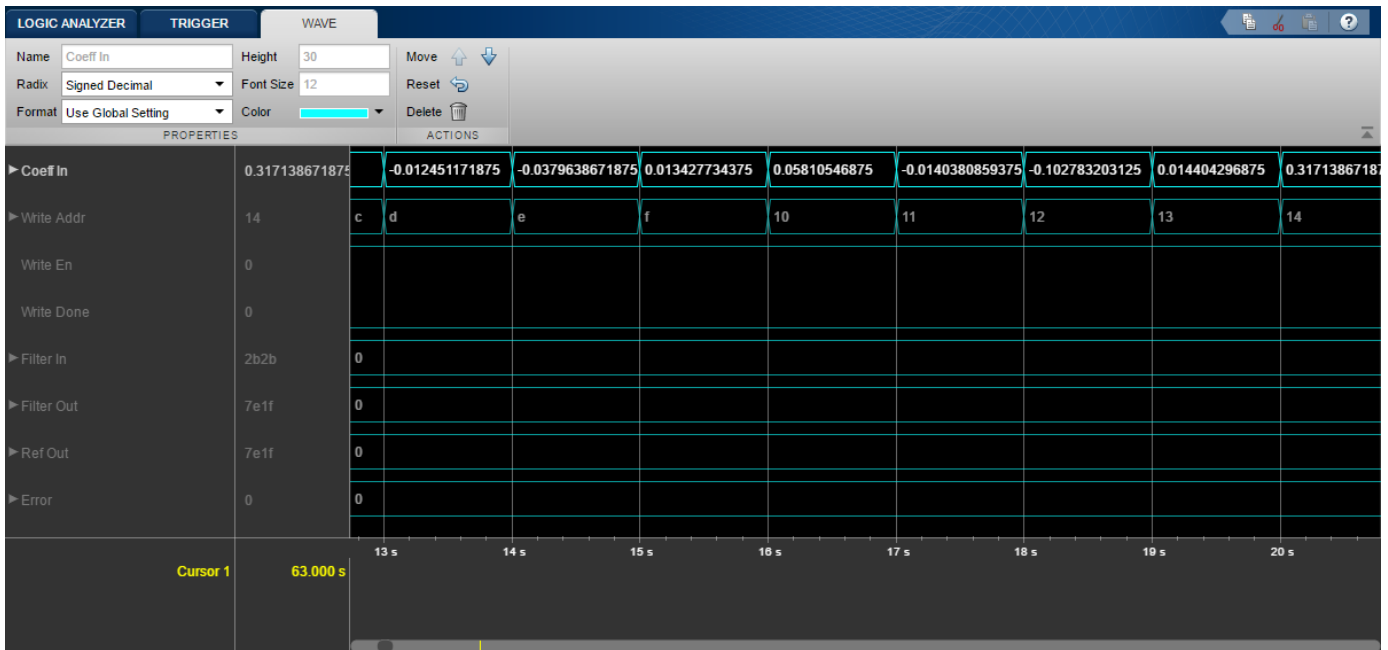 LOGIC ANALYZER TRIGGER WAVE
Name Coeff In Height 30 Move
Radix Signed Decimal Font Size 12 Reset
Format Use Global Setting Color Delete
PROPERTIES ACTIONS
Coeff In 0.317138671875 -0.012451171875 -0.0379638671875 0.013427734375 0.05810546875 -0.0140380859375 -0.102783203125 0.014404296875 0.31713867187
Write Addr 14 c d e f 10 11 12 13 14
Write En 0
Write Done 0
Filter In 2b2b 0
Filter Out 7e1f 0
Ref Out 7e1f 0
Error 0 0
13 s 14 s 15 s 16 s 17 s 18 s 19 s 20 s
Cursor 1 63.000 s